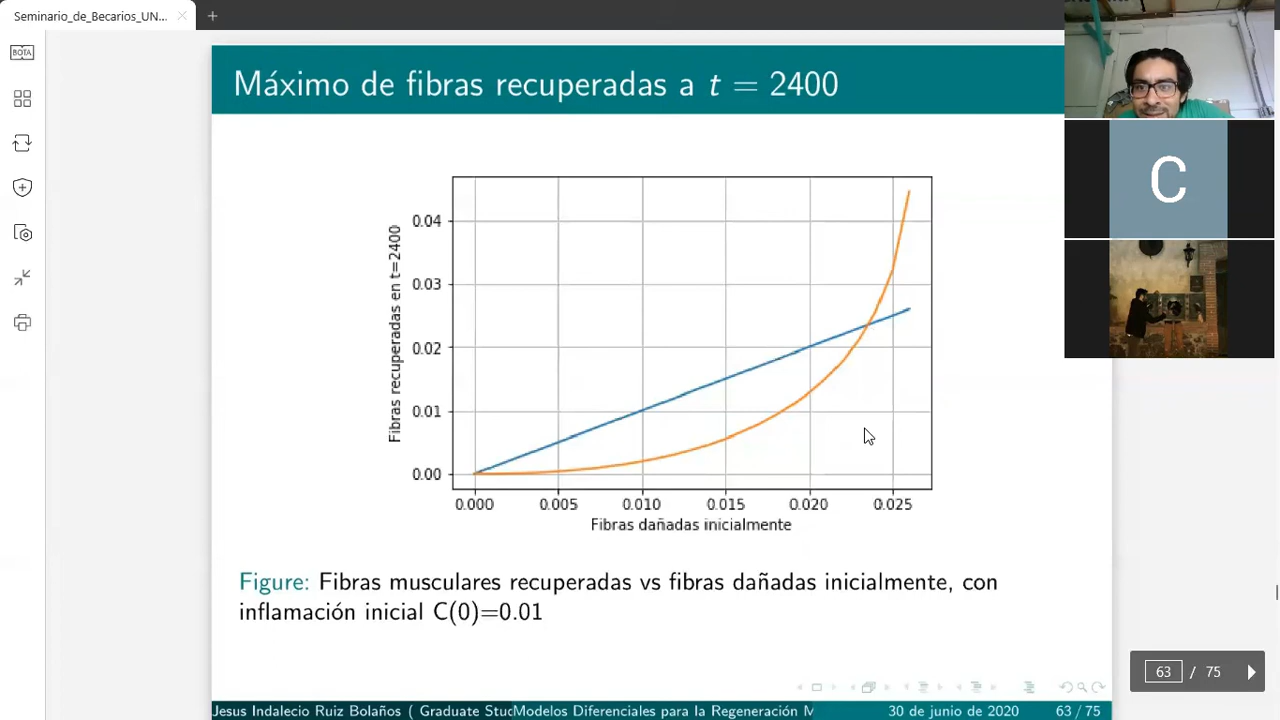 Seminario_de_Becarios_UN...
BOTA
Máximo de fibras recuperadas a t = 2400
C
Fibras recuperadas en t=2400
0.04
0.03
0.02
0.01
0.00
0.000 0.005 0.010 0.015 0.020 0.025
Fibras dañadas inicialmente
Figure: Fibras musculares recuperadas vs fibras dañadas inicialmente, con
inflamación inicial C(0)=0.01
63 / 75
Jesus Indalecio Ruiz Bolaños ( Graduate Stud Modelos Diferenciales para la Regeneración M 30 de junio de 2020 63 / 75